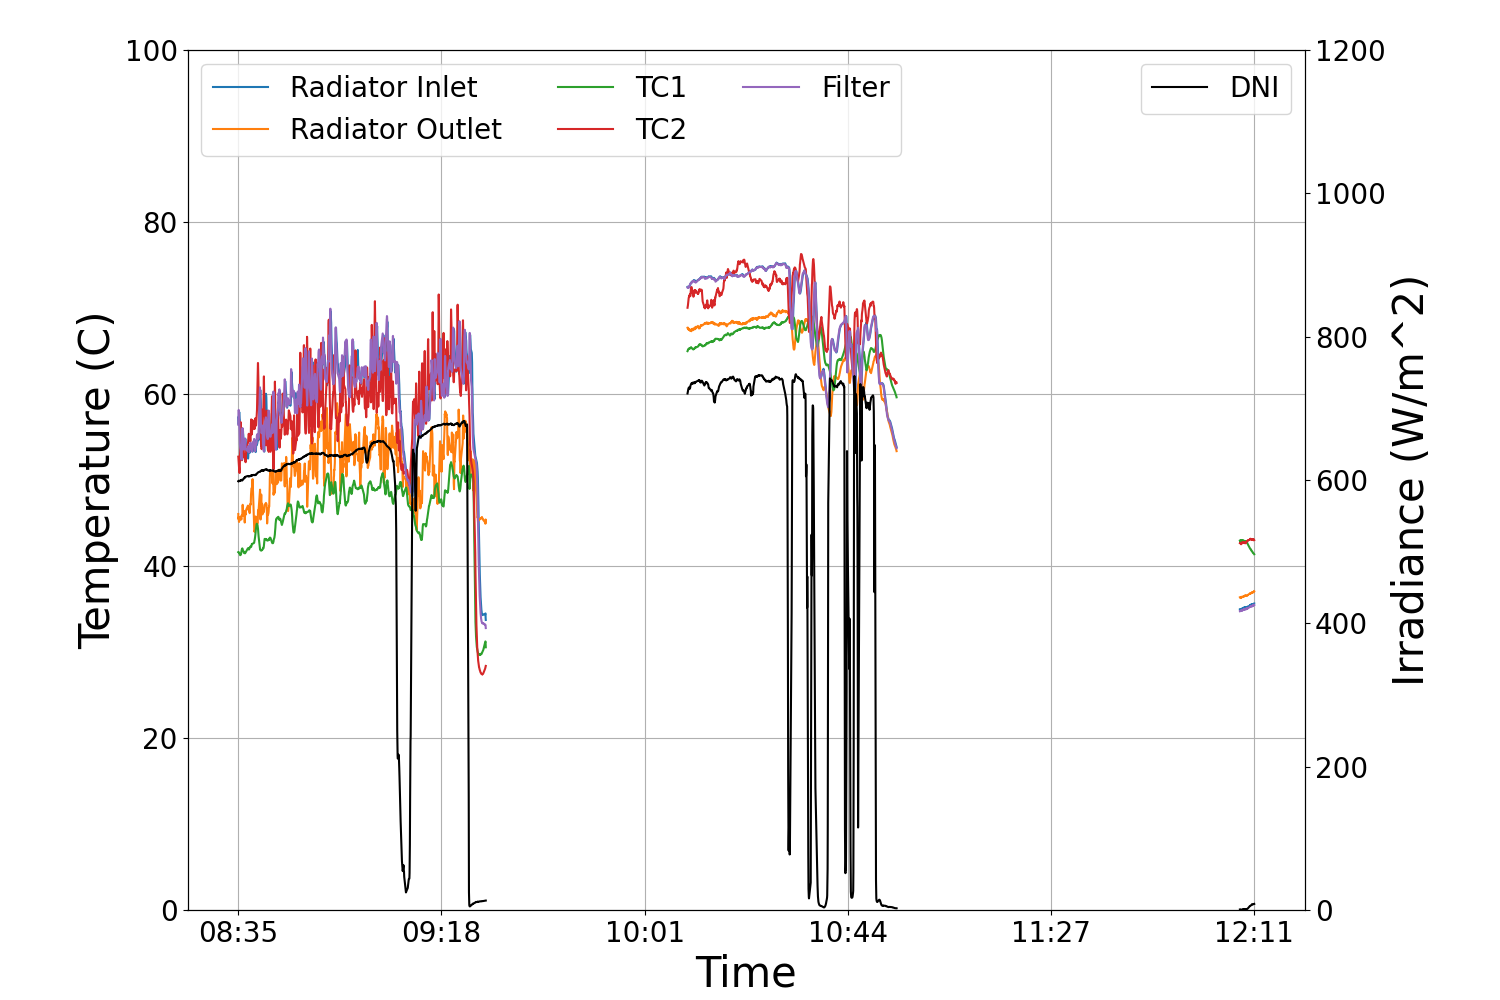 Radiator Inlet TC1 Filter DNI
Radiator Outlet TC2
100
80
60
40
20
0
Temperature (C)
1200
1000
800
600
400
200
0
Irradiance (W/m^2)
08:35 09:18 10:01 10:44 11:27 12:11
Time